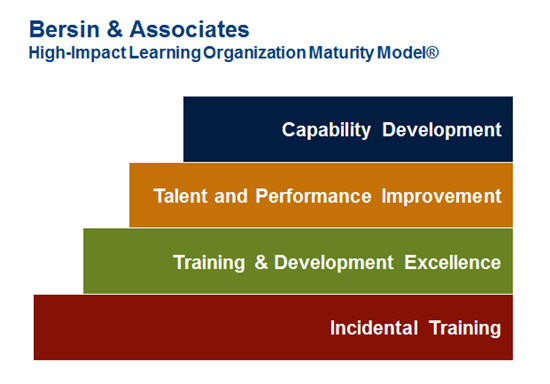 Bersin & Associates
High-Impact Learning Organization Maturity Model®
Capability Development
Talent and Performance Improvement
Training & Development Excellence
Incidental Training